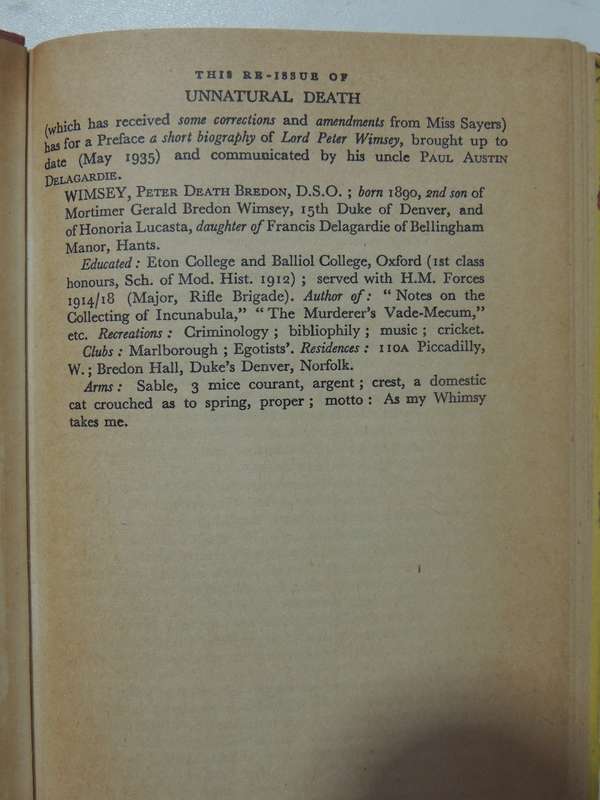 THIS RE-ISSUE OF
UNNATURAL DEATH
(which has received some corrections and amendments from Miss Sayers)
has for a Preface a short biography of Lord Peter Wimsey, brought up to
date (May 1935) and communicated by his uncle PAUL AUSTIN
DELAGARDIE.
WIMSEY, PETER DEATH BREDON, D.S.O. ; born 1890, 2nd son of
Mortimer Gerald Bredon Wimsey, 15th Duke of Denver, and
of Honoria Lucasta, daughter of Francis Delagardie of Bellingham
Manor, Hants.
Educated : Eton College and Balliol College, Oxford (1st class
honours, Sch. of Mod. Hist. 1912) ; served with H.M. Forces
1914/18 (Major, Rifle Brigade). Author of : “ Notes on the
Collecting of Incunabula,” “ The Murderer’s Vade-Mecum,”
etc. Recreations : Criminology ; bibliophily ; music ; cricket.
Clubs : Marlborough ; Egotists’. Residences : 110A Piccadilly,
W. ; Bredon Hall, Duke’s Denver, Norfolk.
Arms : Sable, 3 mice courant, argent ; crest, a domestic
cat crouched as to spring, proper ; motto : As my Whimsy
takes me.